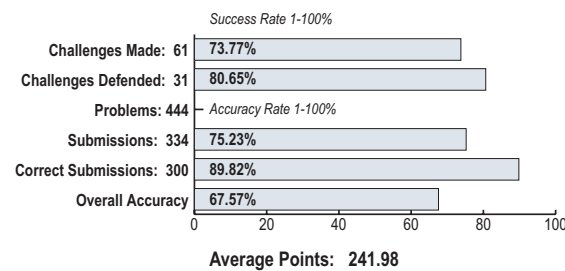 Success Rate 1-100%
Challenges Made: 61 73.77%
Challenges Defended: 31 80.65%
Problems: 444 Accuracy Rate 1-100%
Submissions: 334 75.23%
Correct Submissions: 300 89.82%
Overall Accuracy 67.57%
0 20 40 60 80 100
Average Points: 241.98